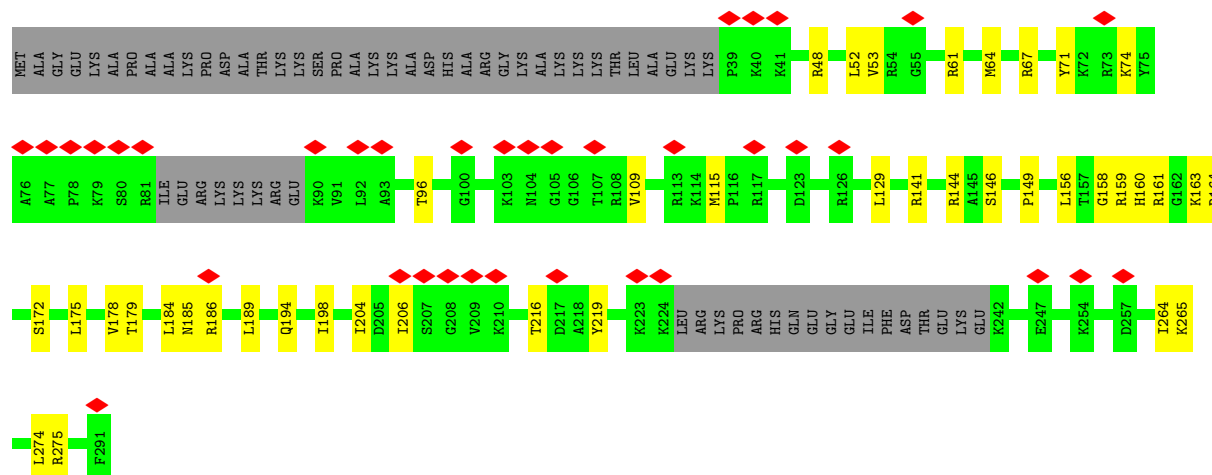 MET ALA GLY GLU LYS ALA PRO ALA ALA LYS PRO ASP ALA THR LYS LYS SER PRO ALA LYS LYS ALA ASP HIS ALA ARG GLY LYS ALA LYS LYS LYS THR LEU ALA GLU LYS LYS P39 K40 K41 R48 L52 V53 R54 G55 R61 M64 R67 Y71 K72 R73 K74 Y75
A76 A77 P78 K79 S80 R81 ILE GLU ARG LYS LYS LYS ARG GLU K90 V91 L92 A93 T96 G100 K103 N104 G105 G106 T107 R108 V109 R113 K114 M115 P116 R117 D123 R126 L129 R141 R144 A145 S146 P149 L156 T157 G158 R159 H160 R161 G162 K163
S172 L175 V178 T179 L184 N185 R186 L189 Q194 I198 I204 D205 I206 S207 G208 V209 K210 T216 D217 A218 Y219 K223 K224 LEU ARG LYS PRO ARG HIS GLN GLU GLY GLU ILE PHE ASP THR GLU LYS GLU K242 E247 K254 D257 I264 K265
L274 R275 F291